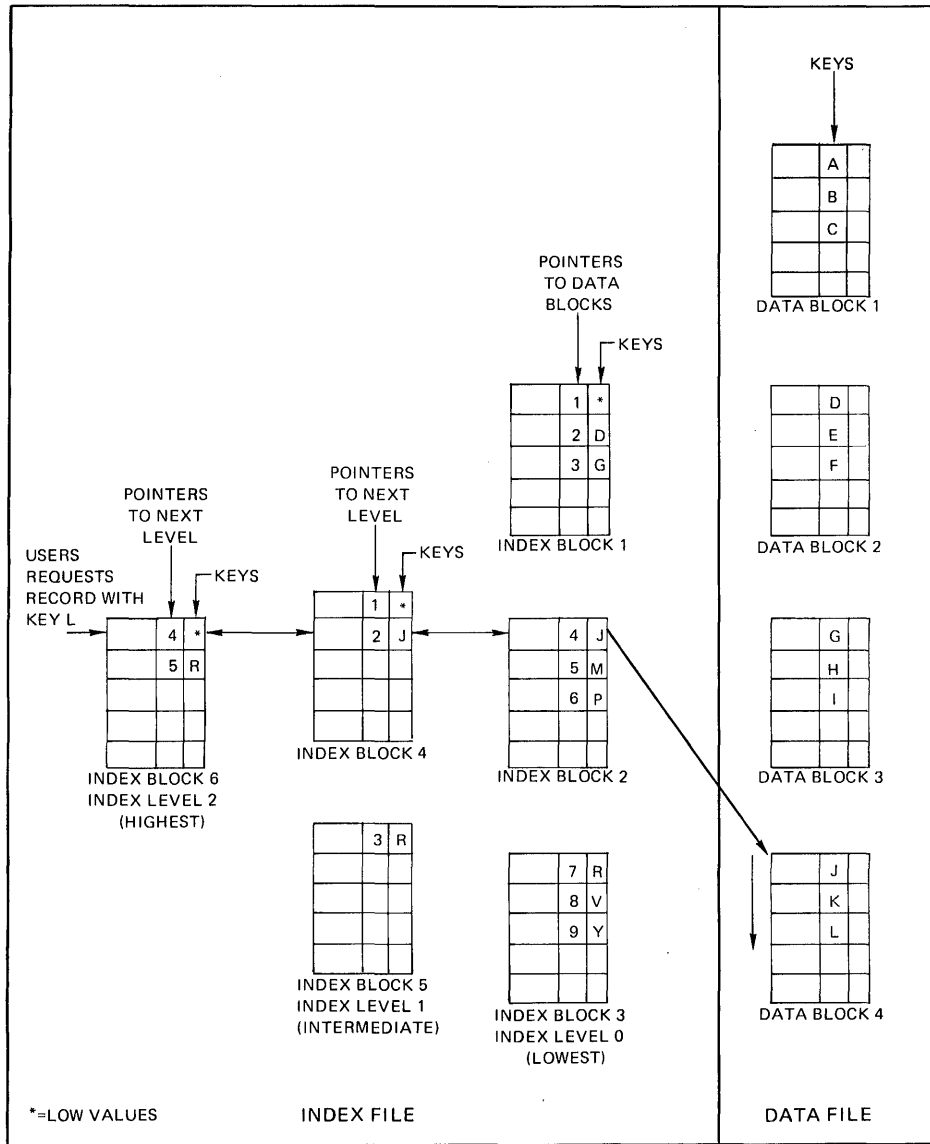 KEYS
A
B
C
DATA BLOCK 1
POINTERS
TO DATA
BLOCKS
KEYS
1 *
2 D
3 G
INDEX BLOCK 1
D
E
F
DATA BLOCK 2
POINTERS
TO NEXT
LEVEL
KEYS
POINTERS
TO NEXT
LEVEL
KEYS
USERS
REQUESTS
RECORD WITH
KEY L
4 *
5 R
INDEX BLOCK 6
INDEX LEVEL 2
(HIGHEST)
1 *
2 J
INDEX BLOCK 4
4 J
5 M
6 P
INDEX BLOCK 2
G
H
I
DATA BLOCK 3
3 R
INDEX BLOCK 5
INDEX LEVEL 1
(INTERMEDIATE)
7 R
8 V
9 Y
INDEX BLOCK 3
INDEX LEVEL 0
(LOWEST)
J
K
L
DATA BLOCK 4
*=LOW VALUES
INDEX FILE
DATA FILE